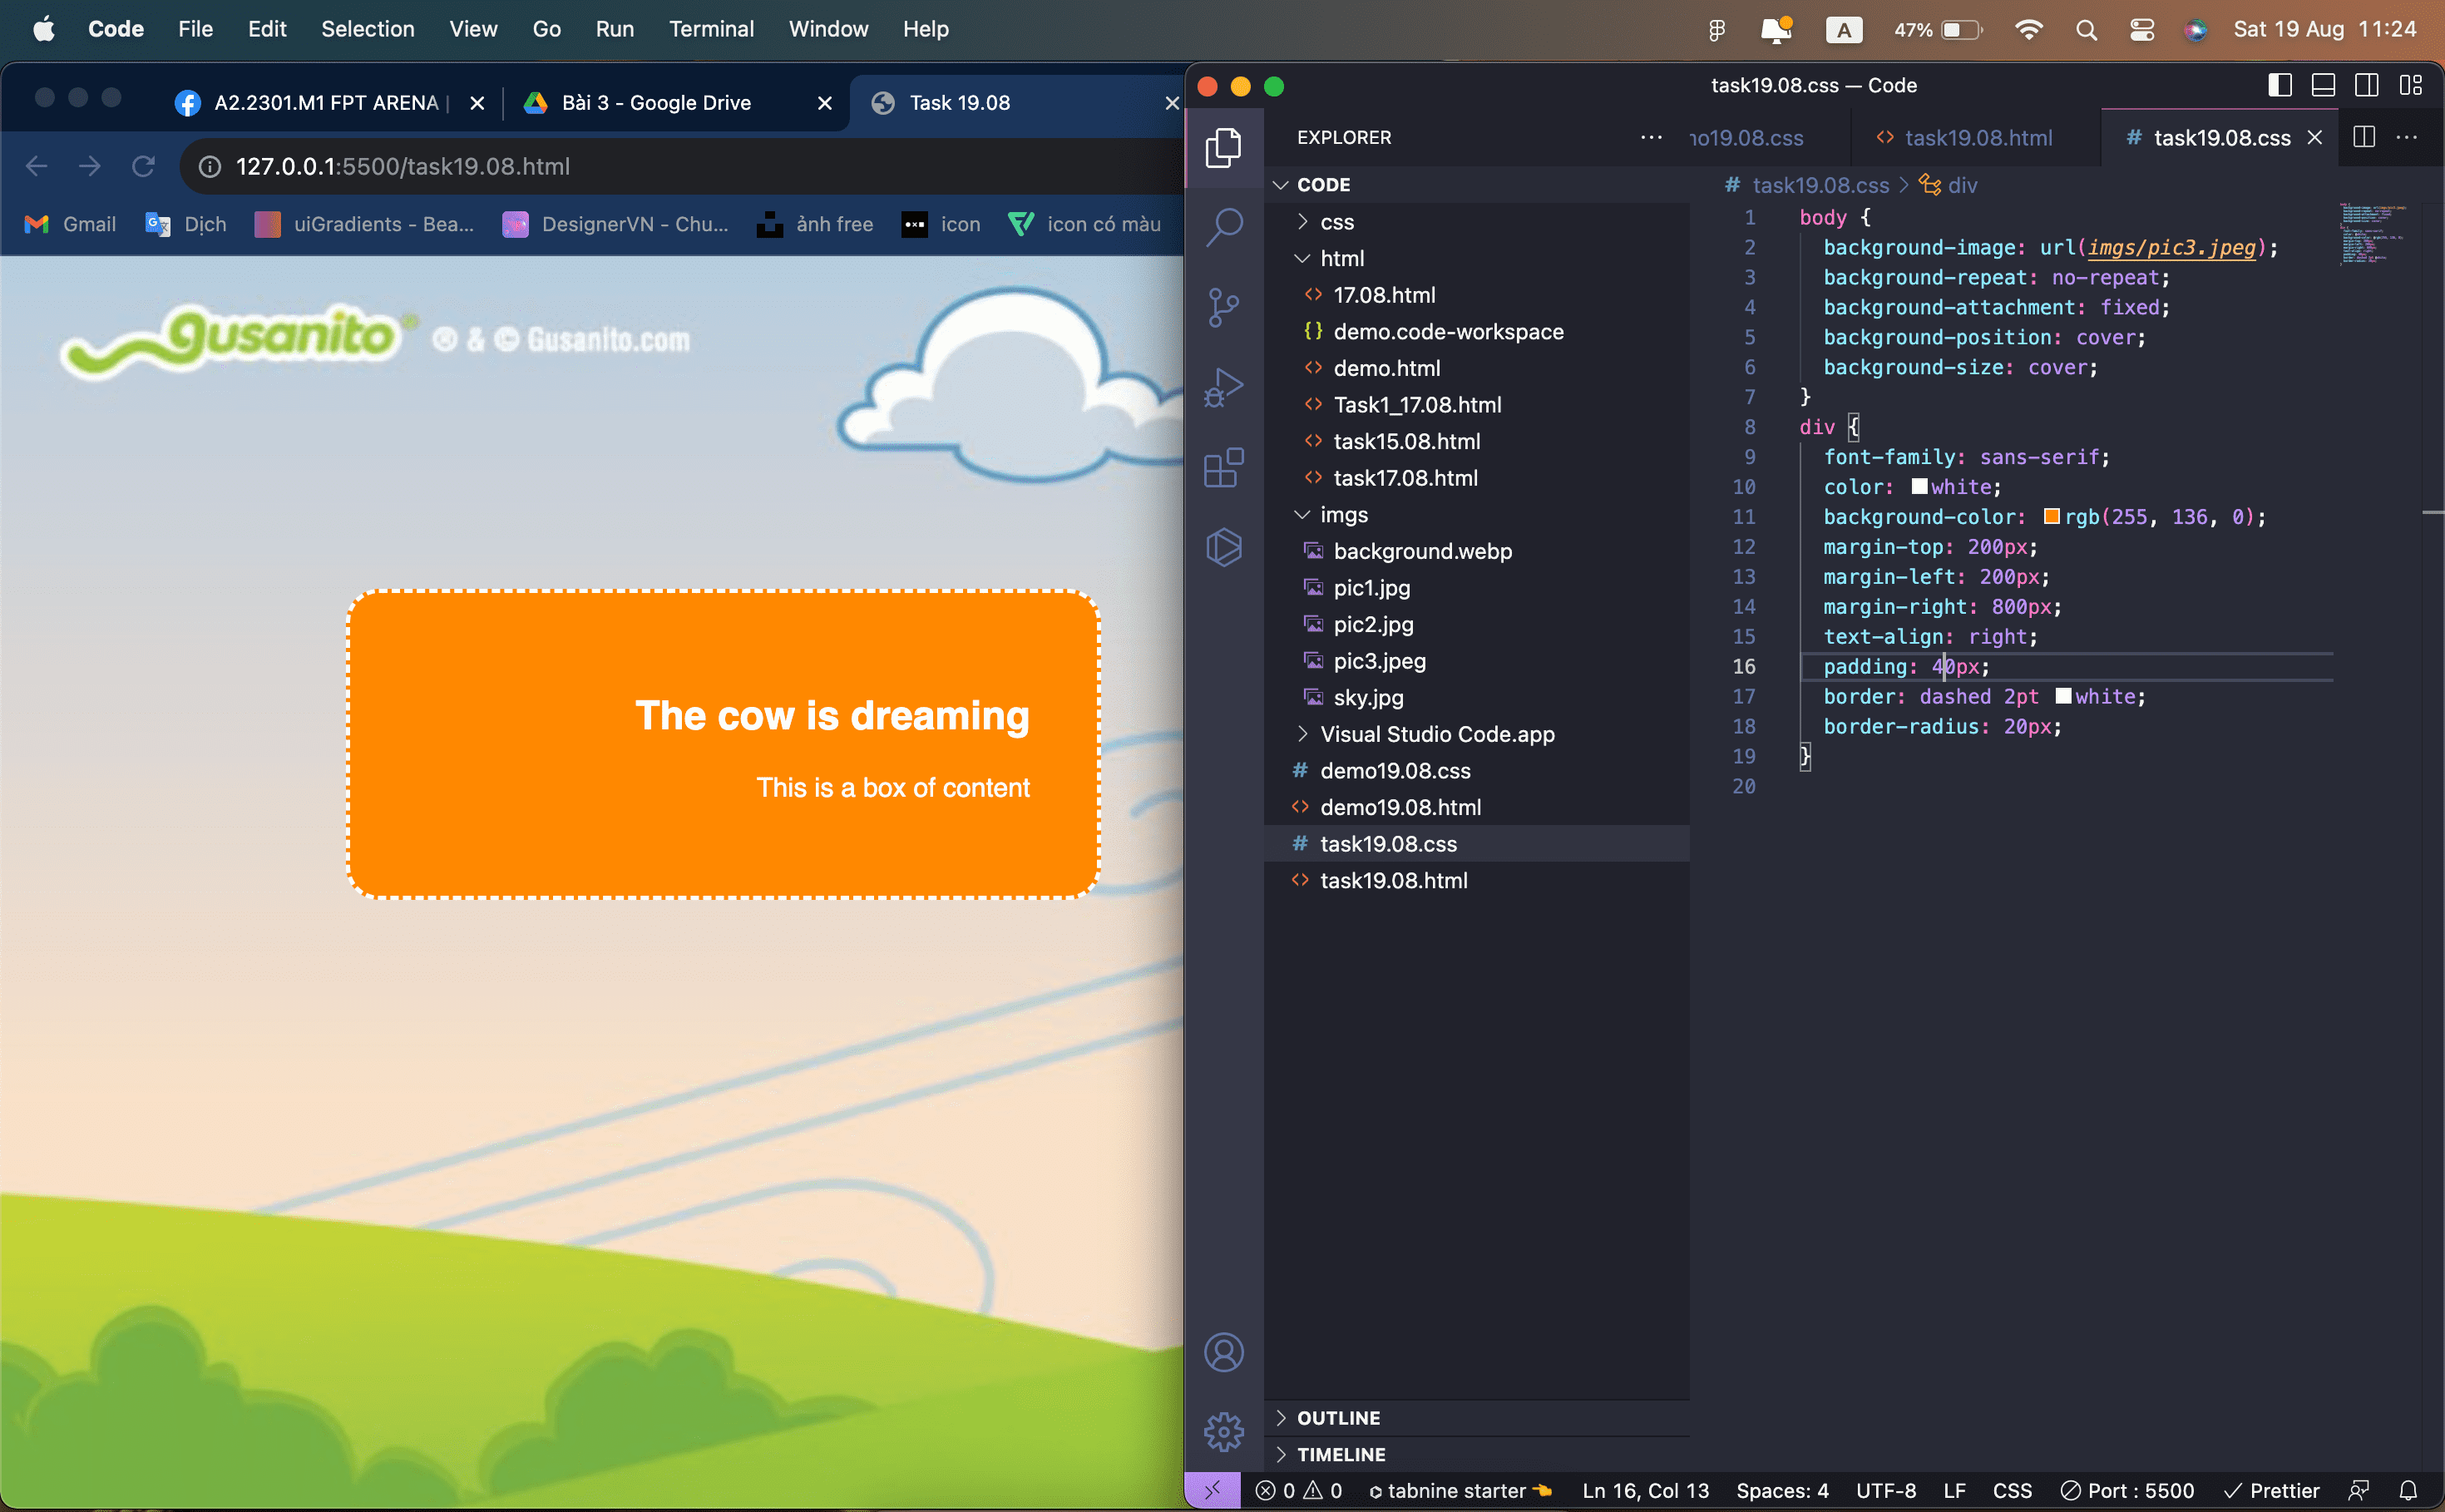 Code File Edit Selection View Go Run Terminal Window Help A 47% Sat 19 Aug 11:24
A2.2301.M1 FPT ARENA |
Bài 3 - Google Drive
Task 19.08
127.0.0.1:5500/task19.08.html
Gmail Dịch uiGradients - Bea... DesignerVN - Chu... ảnh free icon icon có màu
gusanito ® & © Gusanito.com
The cow is dreaming
This is a box of content
task19.08.css — Code
EXPLORER
CODE
css
html
17.08.html
demo.code-workspace
demo.html
Task1_17.08.html
task15.08.html
task17.08.html
imgs
background.webp
pic1.jpg
pic2.jpg
pic3.jpeg
sky.jpg
Visual Studio Code.app
demo19.08.css
demo19.08.html
task19.08.css
task19.08.html
OUTLINE
TIMELINE
no19.08.css task19.08.html # task19.08.css
# task19.08.css > div
1 body {
2 background-image: url(imgs/pic3.jpeg);
3 background-repeat: no-repeat;
4 background-attachment: fixed;
5 background-position: cover;
6 background-size: cover;
7 }
8 div {
9 font-family: sans-serif;
10 color: white;
11 background-color: rgb(255, 136, 0);
12 margin-top: 200px;
13 margin-left: 200px;
14 margin-right: 800px;
15 text-align: right;
16 padding: 40px;
17 border: dashed 2pt white;
18 border-radius: 20px;
19 }
20
0 0 tabnine starter Ln 16, Col 13 Spaces: 4 UTF-8 LF CSS Port : 5500 Prettier